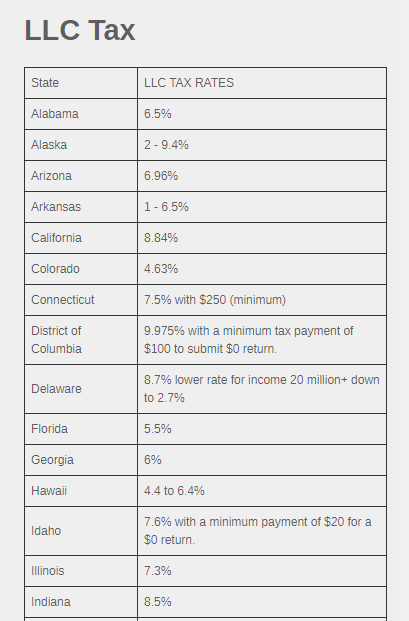 LLC Tax
State LLC TAX RATES
Alabama 6.5%
Alaska 2 - 9.4%
Arizona 6.96%
Arkansas 1 - 6.5%
California 8.84%
Colorado 4.63%
Connecticut 7.5% with $250 (minimum)
District of 9.975% with a minimum tax payment of
Columbia $100 to submit $0 return.
Delaware 8.7% lower rate for income 20 million+ down
to 2.7%
Florida 5.5%
Georgia 6%
Hawaii 4.4 to 6.4%
Idaho 7.6% with a minimum payment of $20 for a
$0 return.
Illinois 7.3%
Indiana 8.5%